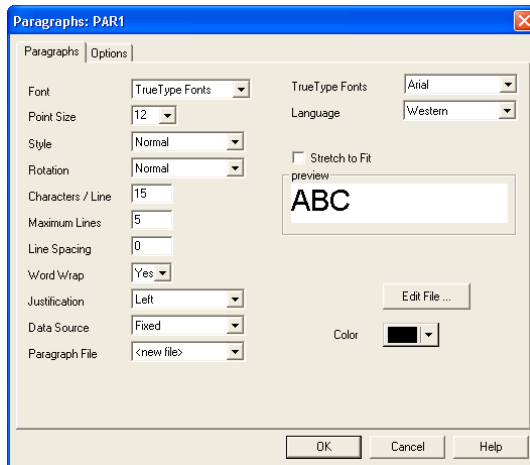 Paragraphs: PAR1
Paragraphs Options
Font TrueType Fonts
Point Size 12
Style Normal
Rotation Normal
Characters / Line 15
Maximum Lines 5
Line Spacing 0
Word Wrap Yes
Justification Left
Data Source Fixed
Paragraph File <new file>
TrueType Fonts Arial
Language Western
Stretch to Fit
preview
ABC
Edit File ...
Color
OK Cancel Help